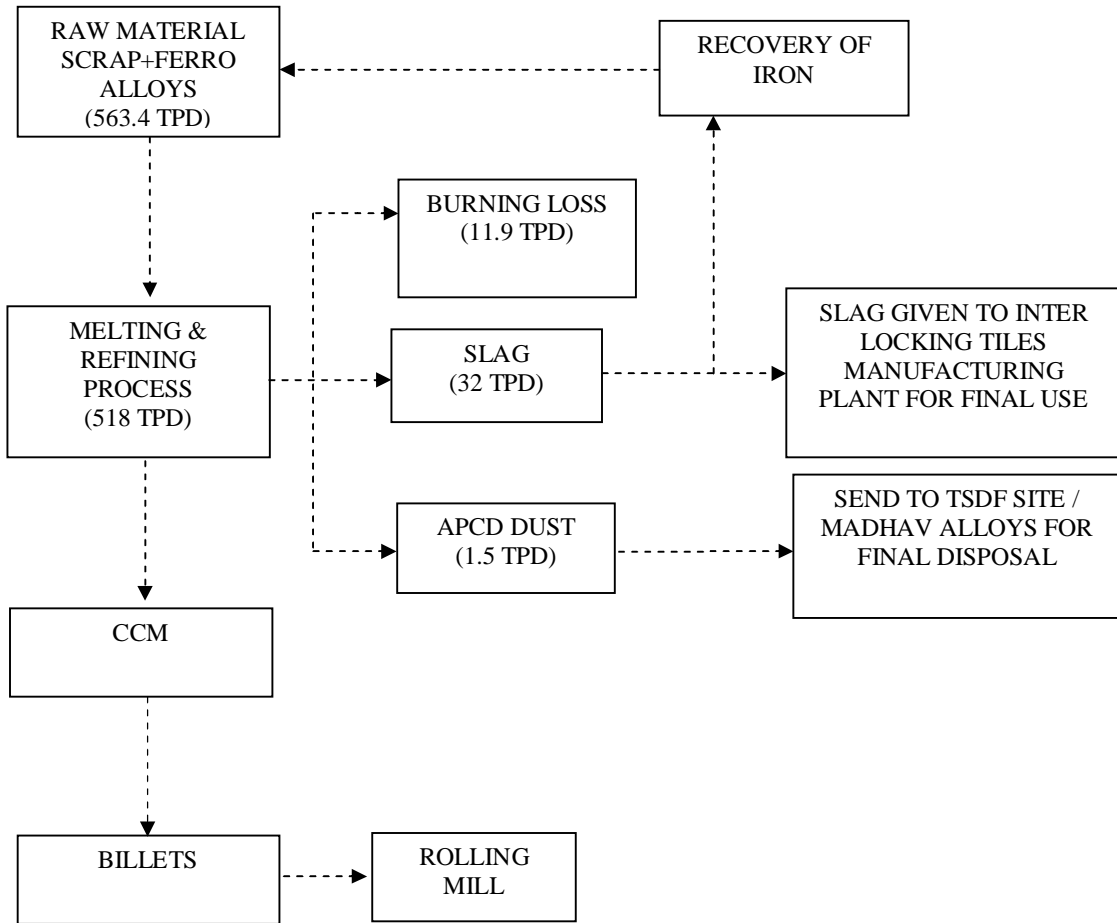 RAW MATERIAL
SCRAP+FERRO
ALLOYS
(563.4 TPD)
RECOVERY OF
IRON
BURNING LOSS
(11.9 TPD)
MELTING &
REFINING
PROCESS
(518 TPD)
SLAG
(32 TPD)
SLAG GIVEN TO INTER
LOCKING TILES
MANUFACTURING
PLANT FOR FINAL USE
APCD DUST
(1.5 TPD)
SEND TO TSDF SITE /
MADHAV ALLOYS FOR
FINAL DISPOSAL
CCM
BILLETS
ROLLING
MILL